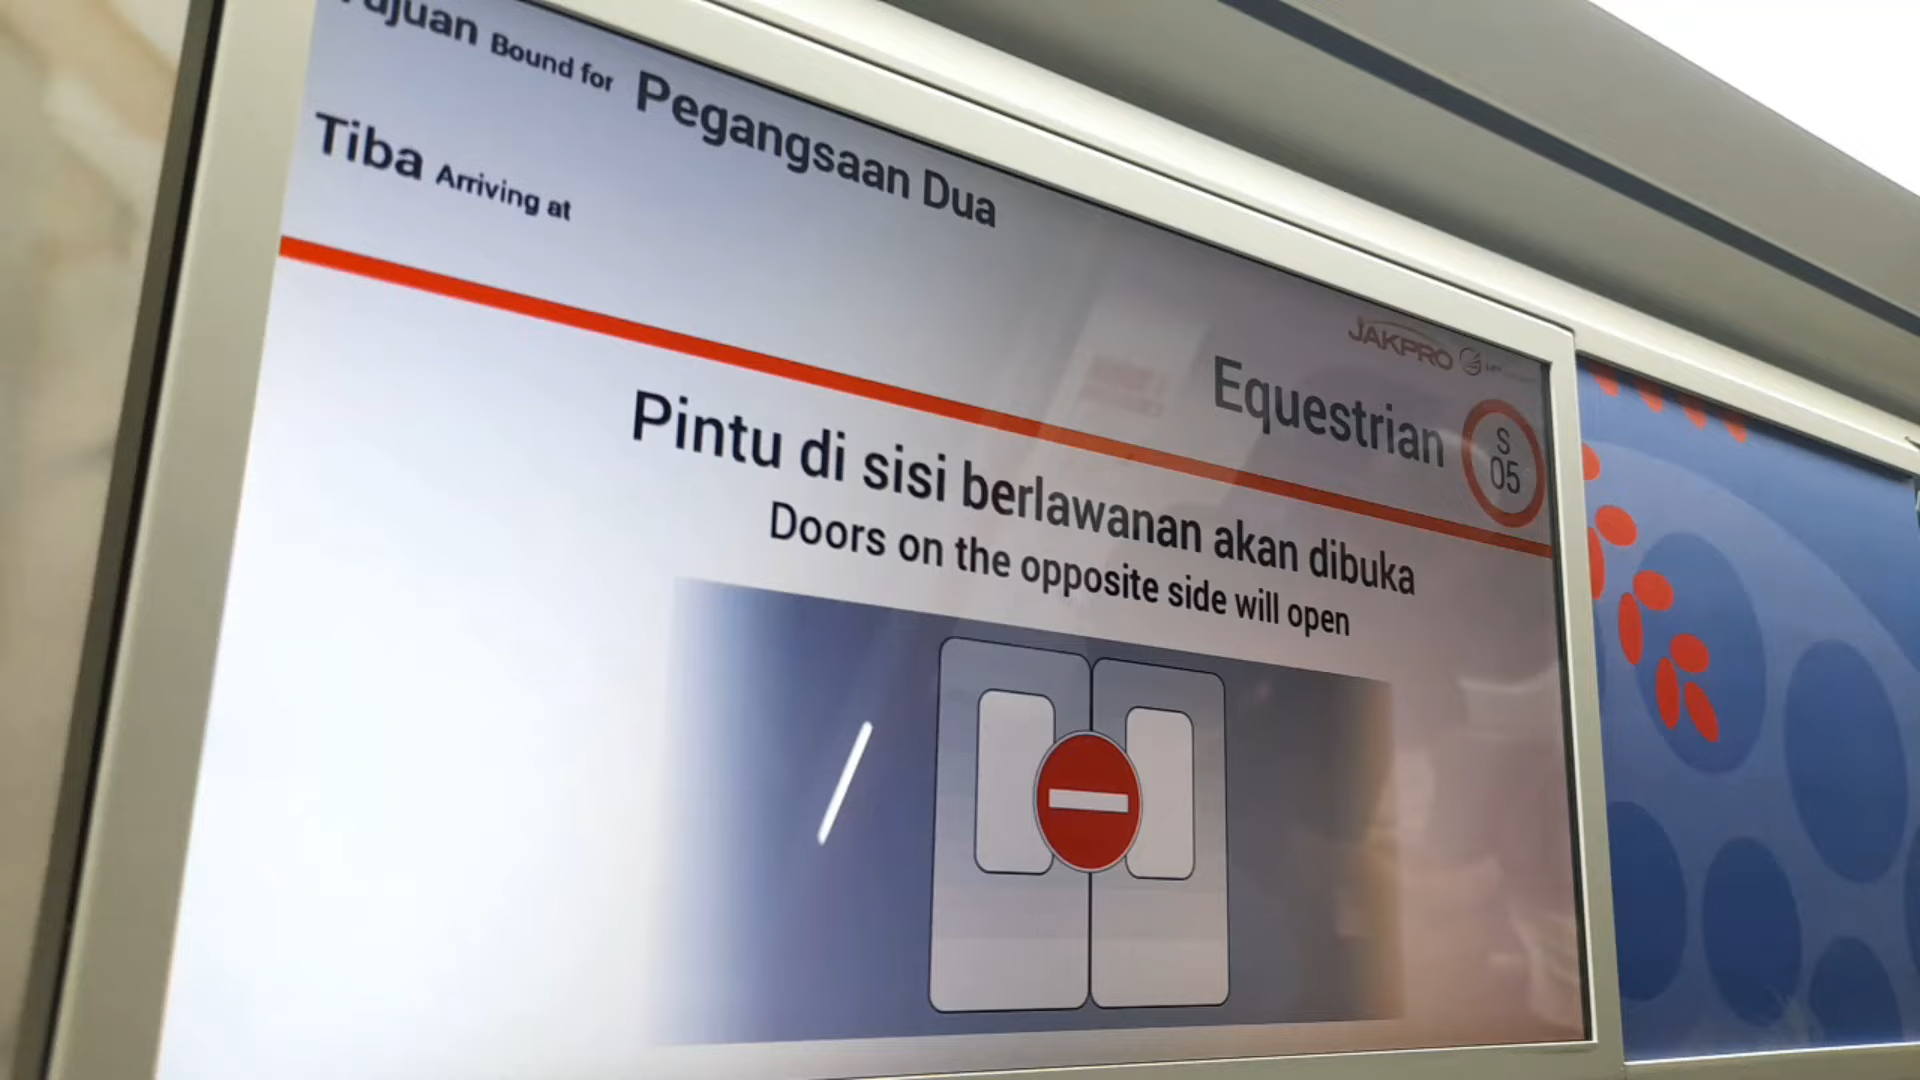 Tujuan Bound for Pegangsaan Dua
Tiba Arriving at
JAKPRO
Equestrian
S
05
Pintu di sisi berlawanan akan dibuka
Doors on the opposite side will open